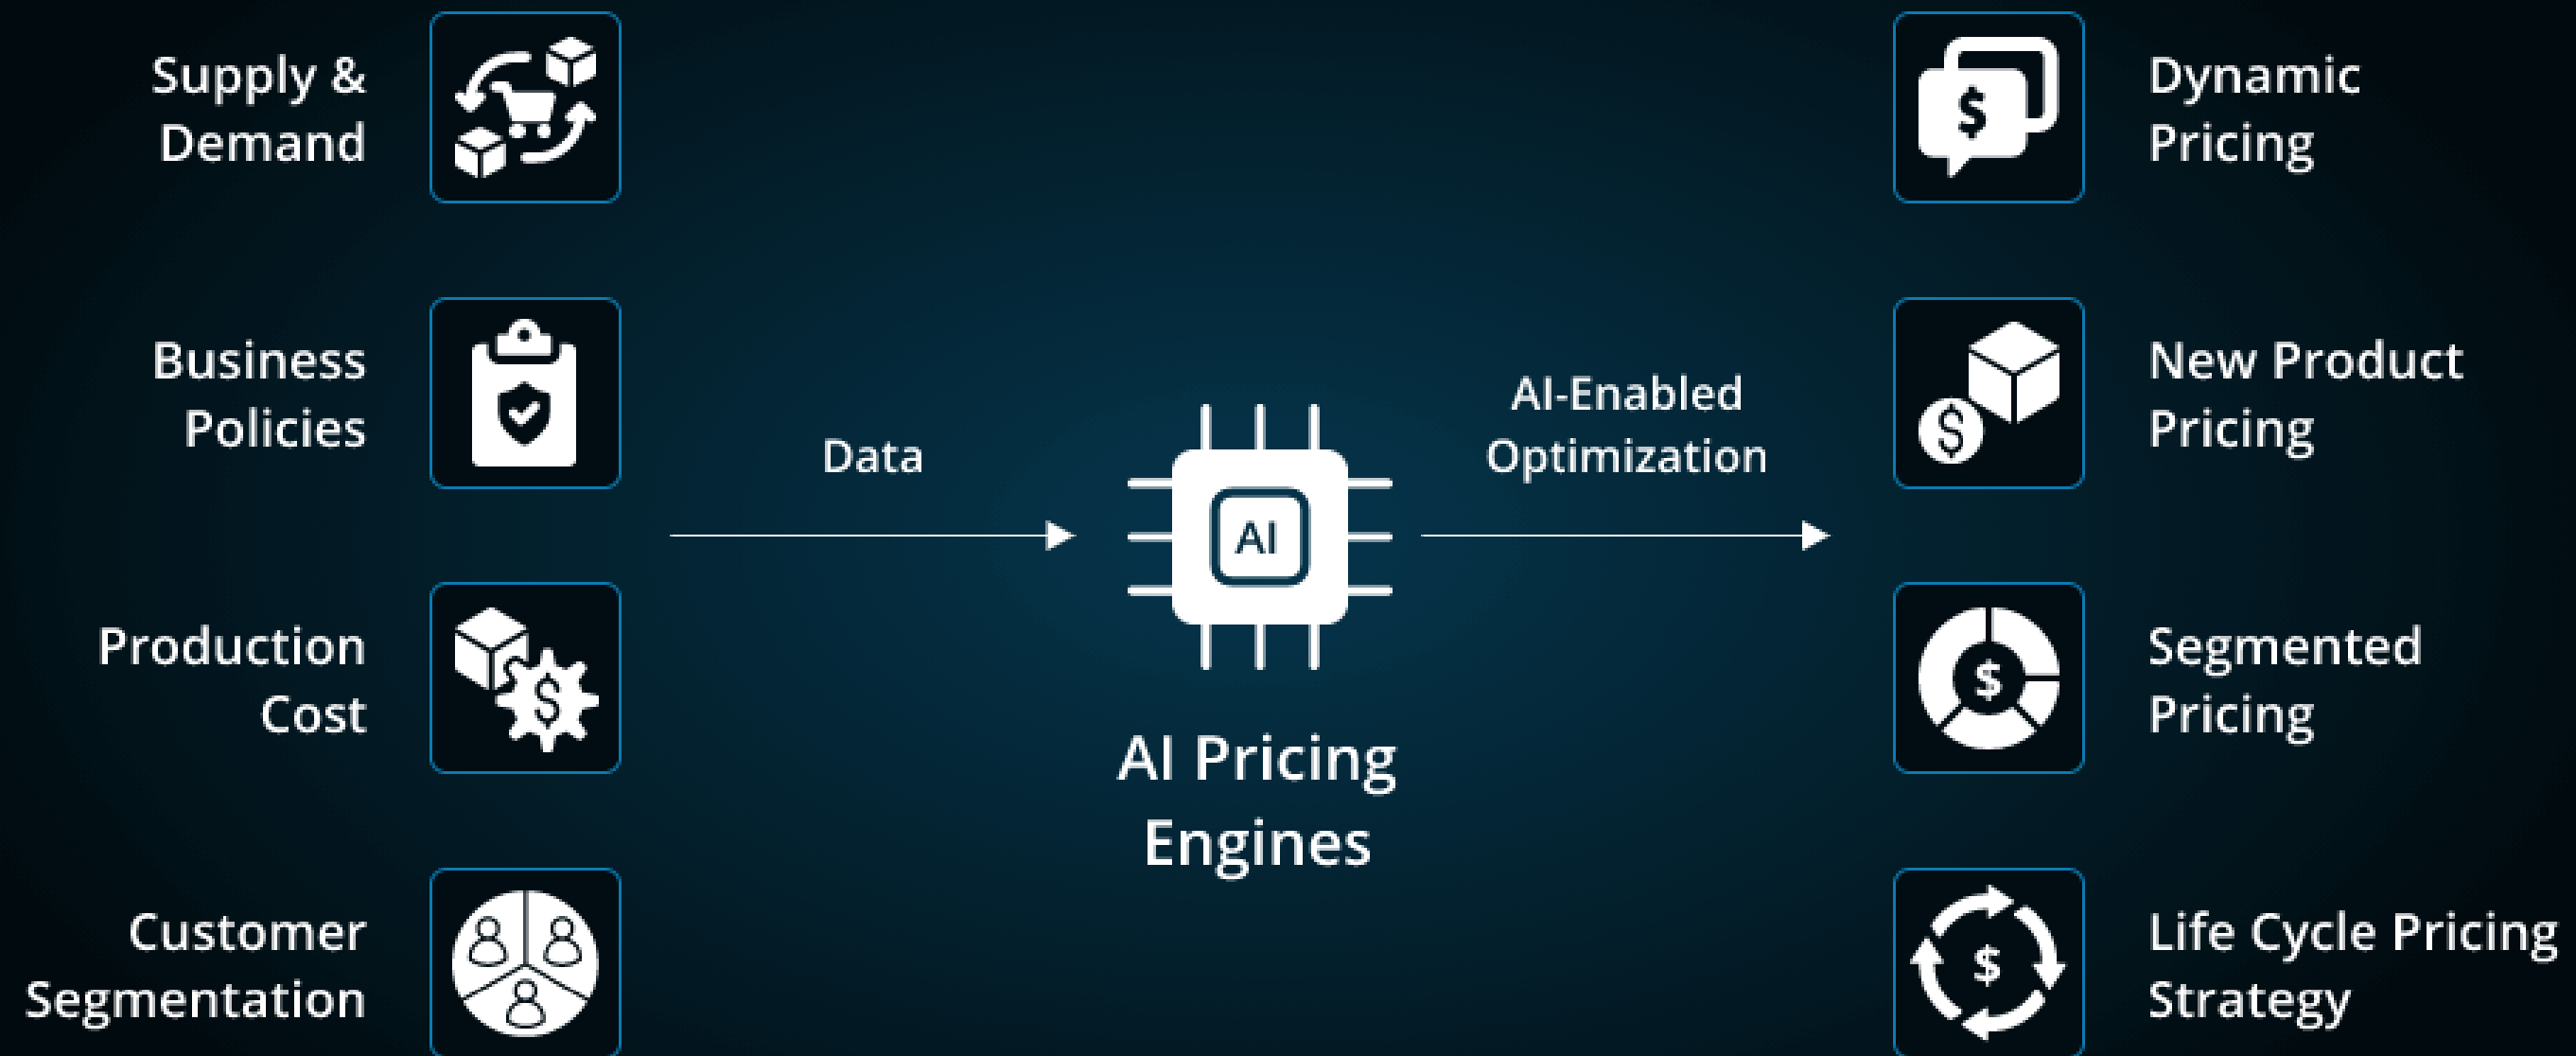 Supply &
Demand
Business
Policies
Production
Cost
Customer
Segmentation
Data
AI
AI Pricing
Engines
AI-Enabled
Optimization
$
Dynamic
Pricing
$
New Product
Pricing
$
Segmented
Pricing
$
Life Cycle Pricing
Strategy